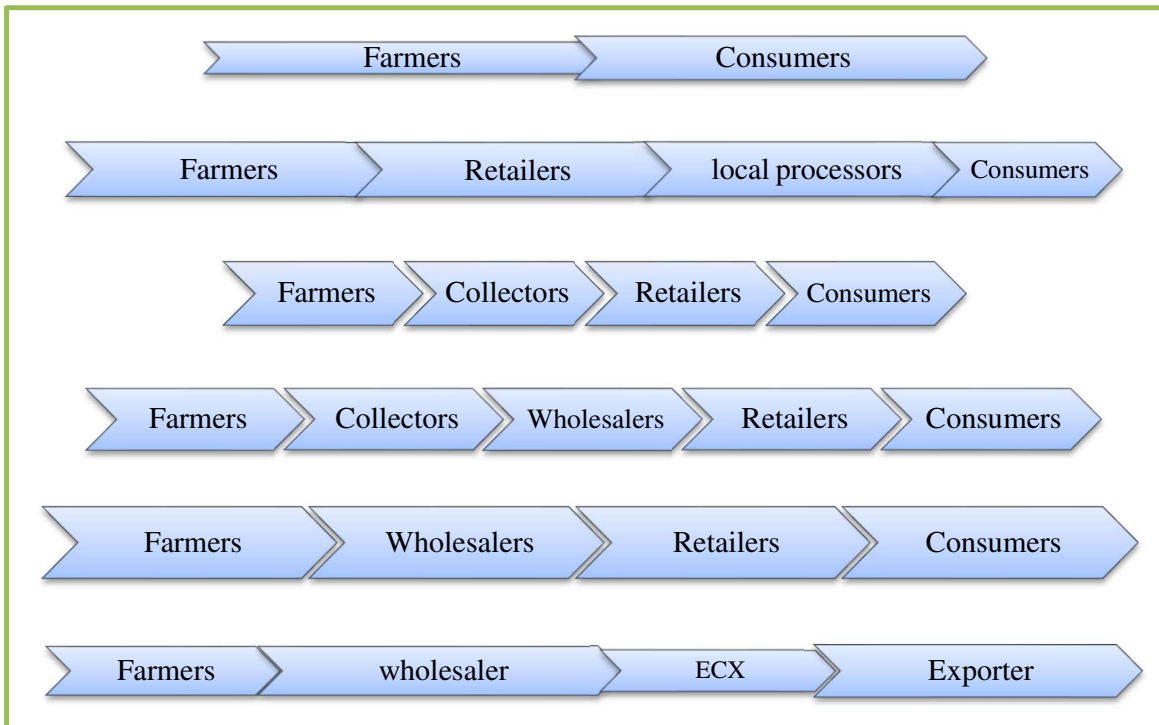 Farmers Consumers
Farmers Retailers local processors Consumers
Farmers Collectors Retailers Consumers
Farmers Collectors Wholesalers Retailers Consumers
Farmers Wholesalers Retailers Consumers
Farmers wholesaler ECX Exporter